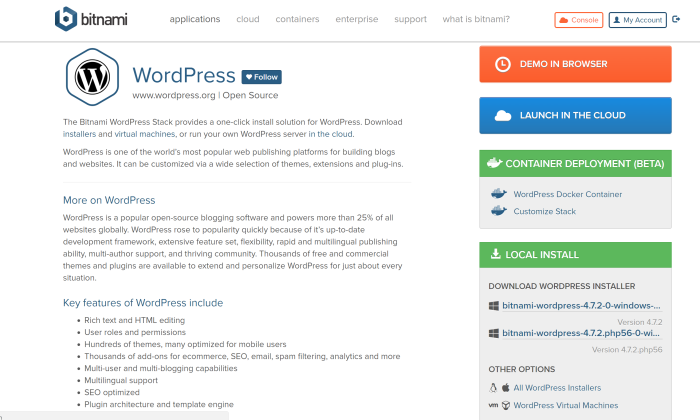 bitnami
applications cloud containers enterprise support what is bitnami?
Console
My Account
WordPress
Follow
www.wordpress.org | Open Source
The Bitnami WordPress Stack provides a one-click install solution for WordPress. Download
installers and virtual machines, or run your own WordPress server in the cloud.
WordPress is one of the world's most popular web publishing platforms for building blogs
and websites. It can be customized via a wide selection of themes, extensions and plug-ins.
More on WordPress
WordPress is a popular open-source blogging software and powers more than 25% of all
websites globally. WordPress rose to popularity quickly because of it's up-to-date
development framework, extensive feature set, flexibility, rapid and multilingual publishing
ability, multi-author support, and thriving community. Thousands of free and commercial
themes and plugins are available to extend and personalize WordPress for just about every
situation.
Key features of WordPress include
Rich text and HTML editing
User roles and permissions
Hundreds of themes, many optimized for mobile users
Thousands of add-ons for ecommerce, SEO, email, spam filtering, analytics and more
Multi-user and multi-blogging capabilities
Multilingual support
SEO optimized
Plugin architecture and template engine
DEMO IN BROWSER
LAUNCH IN THE CLOUD
CONTAINER DEPLOYMENT (BETA)
WordPress Docker Container
Customize Stack
LOCAL INSTALL
DOWNLOAD WORDPRESS INSTALLER
bitnami-wordpress-4.7.2-0-windows-...
Version 4.7.2
bitnami-wordpress-4.7.2.php56-0-wi...
Version 4.7.2.php56
OTHER OPTIONS
All WordPress Installers
vm WordPress Virtual Machines